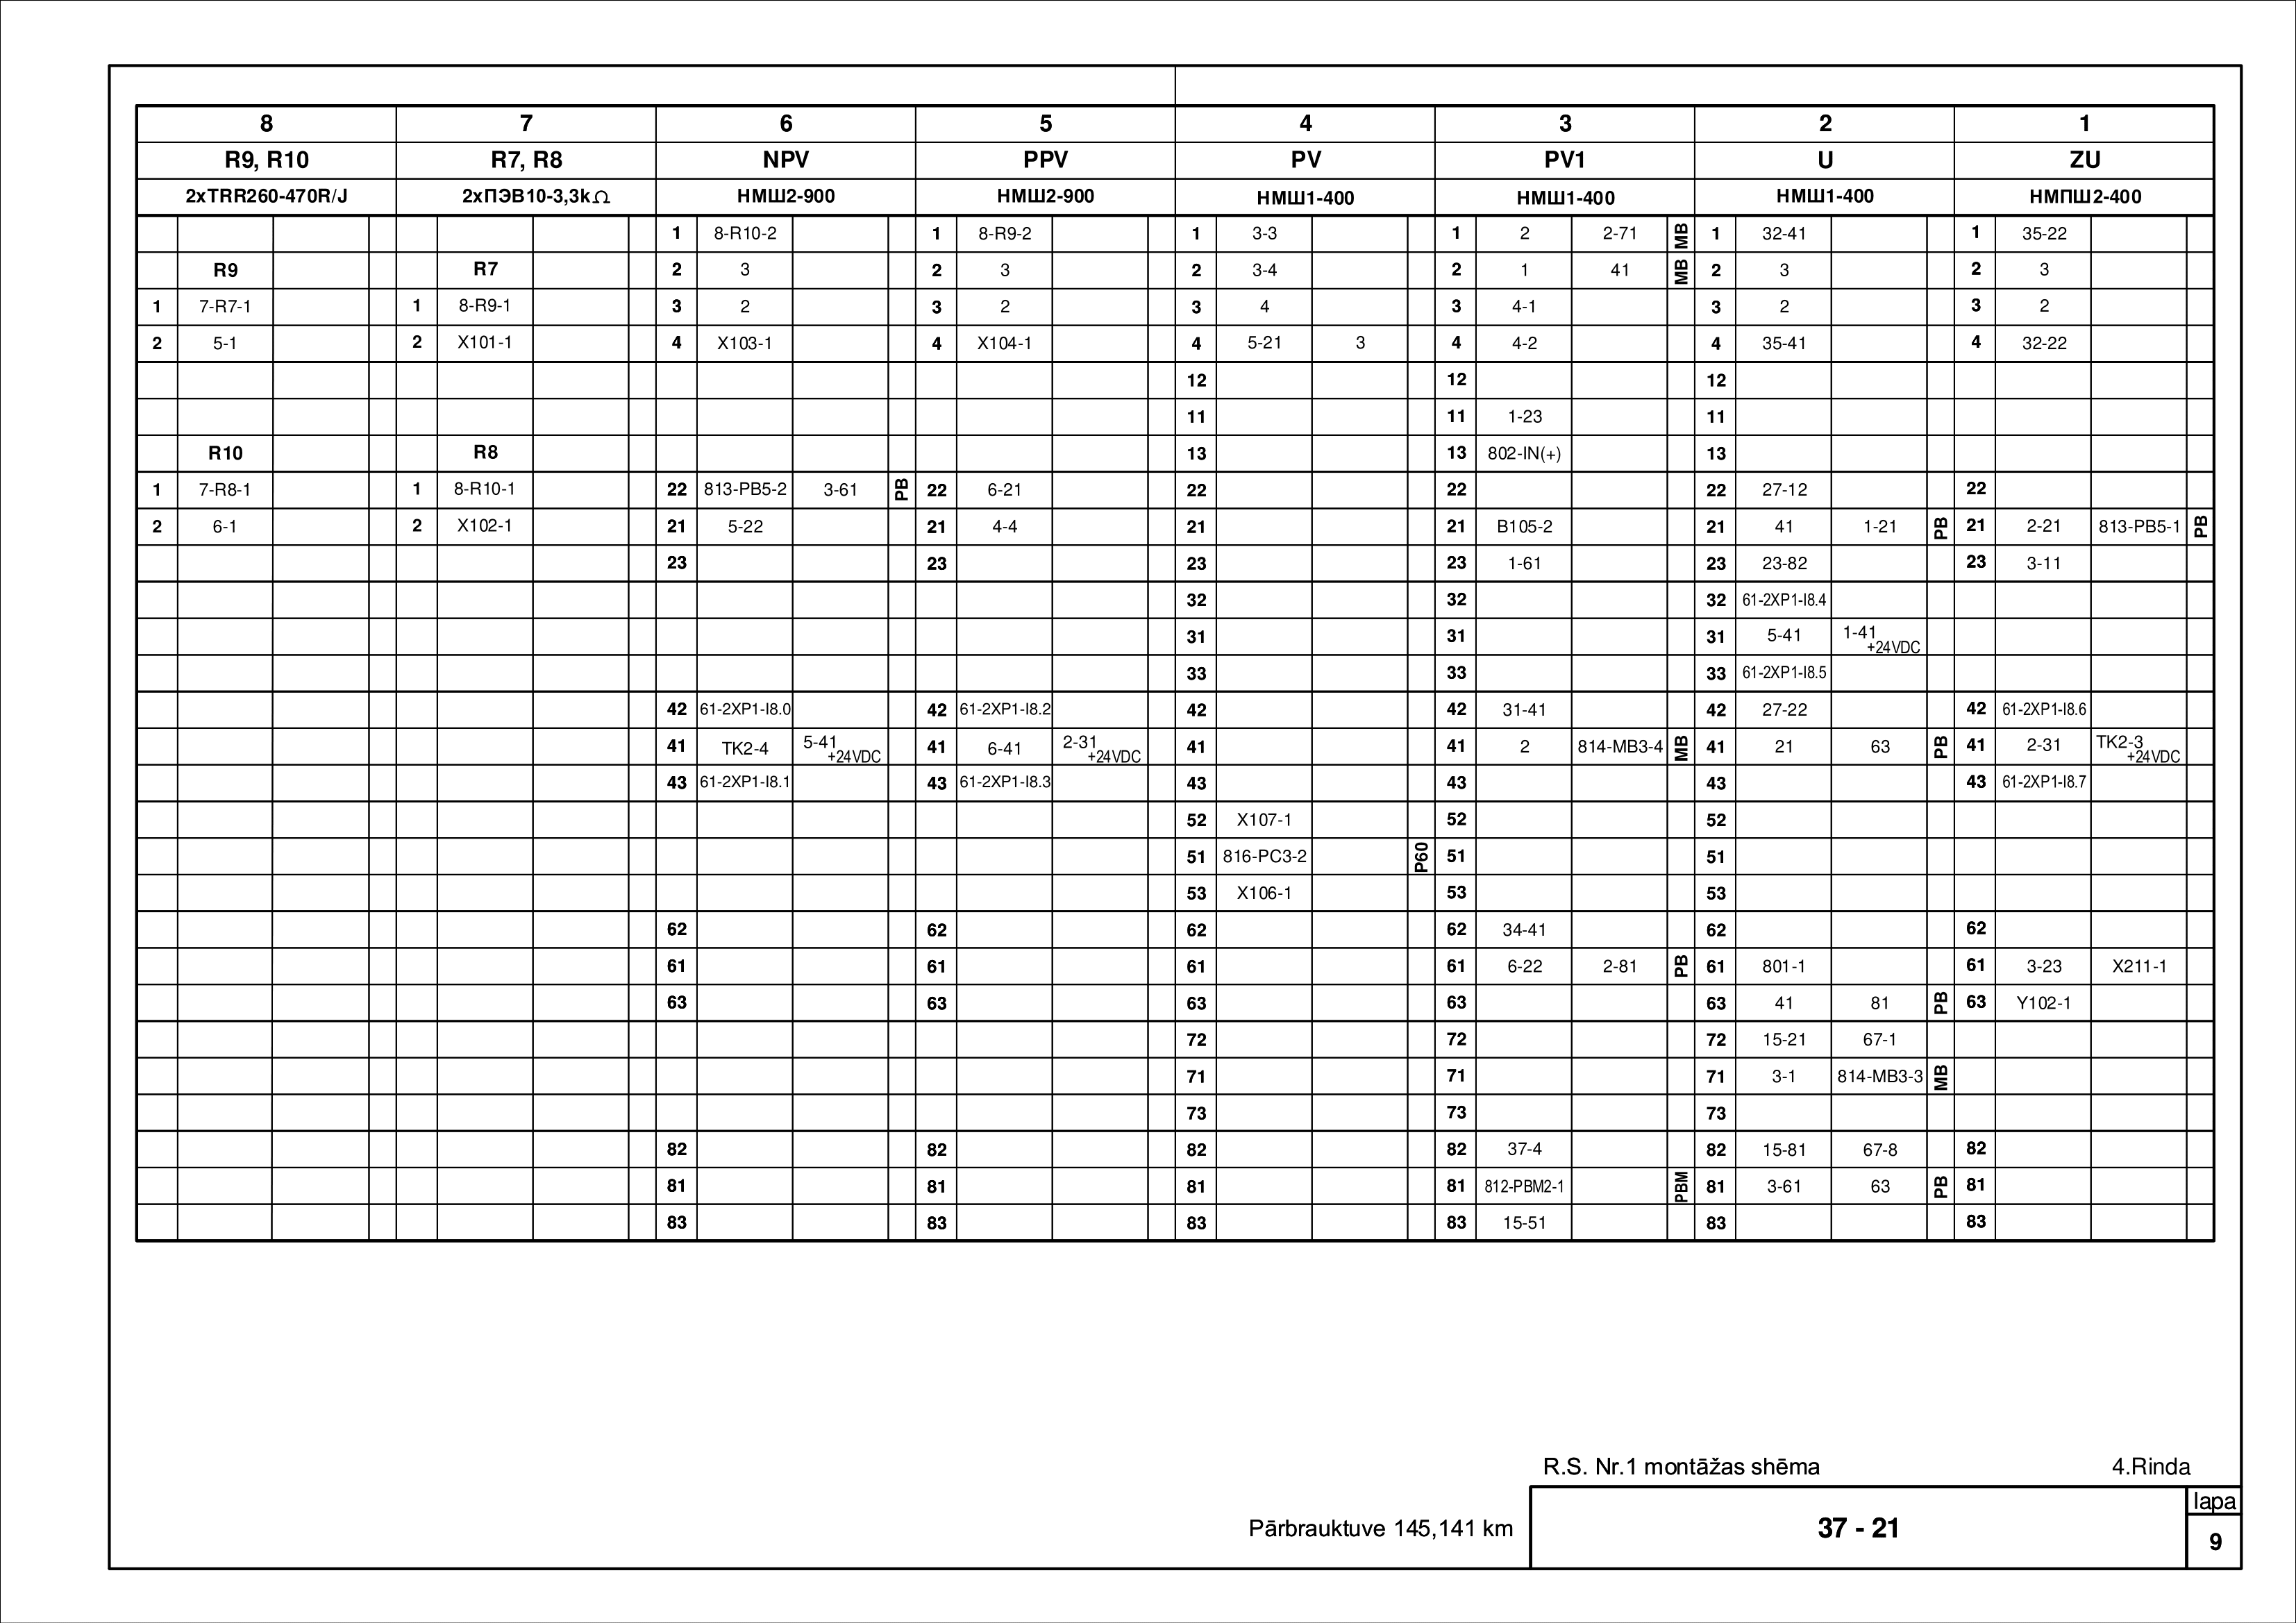 8 7 6 5 4 3 2 1
R9, R10 R7, R8 NPV PPV PV PV1 U ZU
2xTRR260-470R/J 2xПЭВ10-3,3kΩ НМШ2-900 НМШ2-900 НМШ1-400 НМШ1-400 НМШ1-400 НМПШ2-400
1 8-R10-2 1 8-R9-2 1 3-3 1 2 2-71 MB 1 32-41 1 35-22
R9 R7 2 3 2 3 2 3-4 2 1 41 MB 2 3 2 3
1 7-R7-1 1 8-R9-1 3 2 3 2 3 4 3 4-1 3 2 3 2
2 5-1 2 X101-1 4 X103-1 4 X104-1 4 5-21 3 4 4-2 4 35-41 4 32-22
12 12 12
11 11 1-23 11
R10 R8 13 13 802-IN(+) 13
1 7-R8-1 1 8-R10-1 22 813-PB5-2 3-61 PB 22 6-21 22 22 22 27-12 22
2 6-1 2 X102-1 21 5-22 21 4-4 21 21 B105-2 21 41 1-21 PB 21 2-21 813-PB5-1 PB
23 23 23 23 1-61 23 23-82 23 3-11
32 32 32 61-2XP1-I8.4
31 31 31 5-41 1-41 +24VDC
33 33 33 61-2XP1-I8.5
42 61-2XP1-I8.0 42 61-2XP1-I8.2 42 42 31-41 42 27-22 42 61-2XP1-I8.6
41 TK2-4 5-41 +24VDC 41 6-41 2-31 +24VDC 41 41 2 814-MB3-4 MB 41 21 63 PB 41 2-31 TK2-3 +24VDC
43 61-2XP1-I8.1 43 61-2XP1-I8.3 43 43 43 43 61-2XP1-I8.7
52 X107-1 52 52
51 816-PC3-2 P60 51 51
53 X106-1 53 53
62 62 62 62 34-41 62 62
61 61 61 61 6-22 2-81 PB 61 801-1 61 3-23 X211-1
63 63 63 63 63 41 81 PB 63 Y102-1
72 72 72 15-21 67-1
71 71 71 3-1 814-MB3-3 MB
73 73 73
82 82 82 82 37-4 82 15-81 67-8 82
81 81 81 81 812-PBM2-1 PBM 81 3-61 63 PB 81
83 83 83 83 15-51 83 83
R.S. Nr.1 montāžas shēma 4.Rinda
Pārbrauktuve 145,141 km 37 - 21 lapa
9